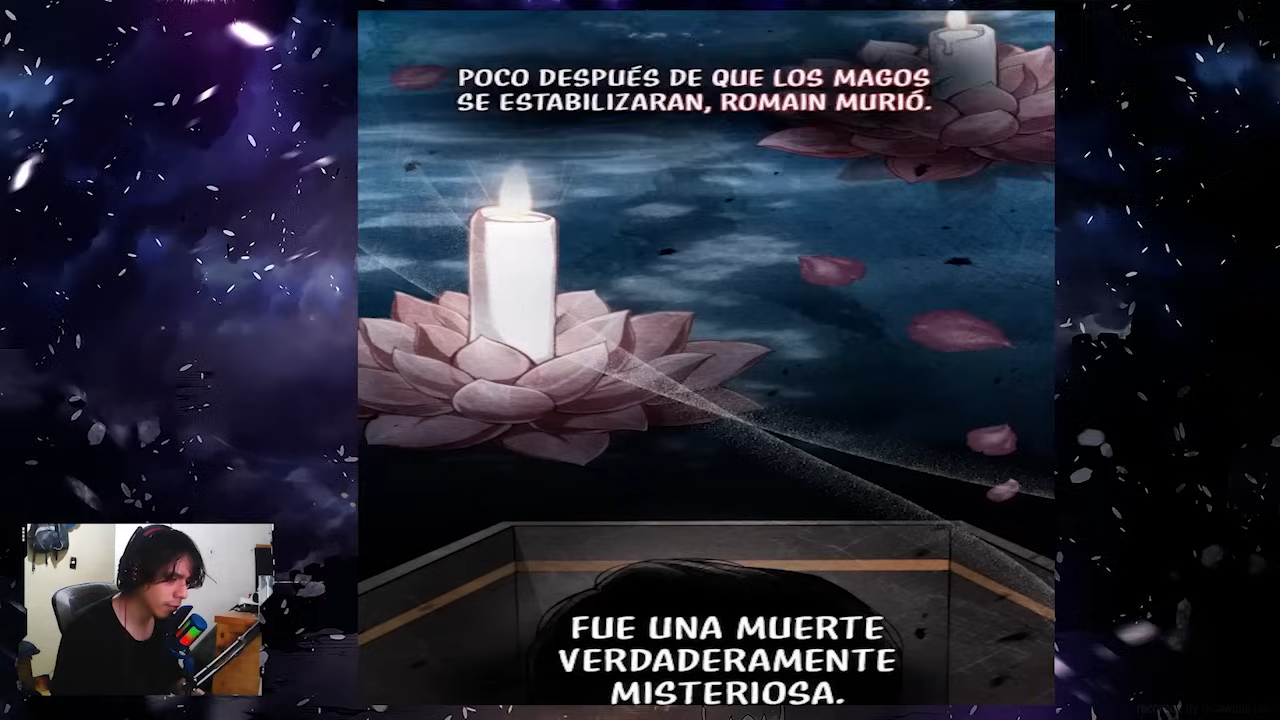 POCO DESPUÉS DE QUE LOS MAGOS
SE ESTABILIZARAN, ROMAIN MURIÓ.
FUE UNA MUERTE
VERDADERAMENTE
MISTERIOSA.